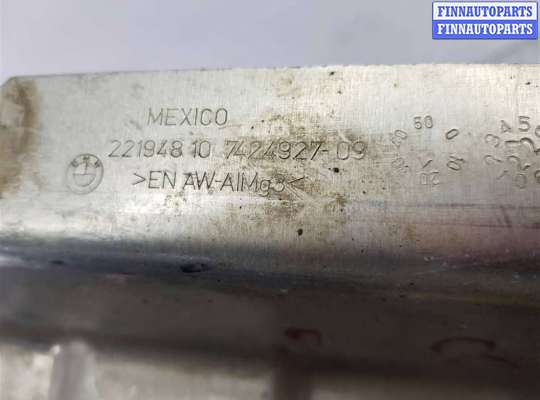 FINNAUTOPARTS
FINNAUTOPARTS
MEXICO
221948 10 7424927-09
>EN AW-AlMg3<